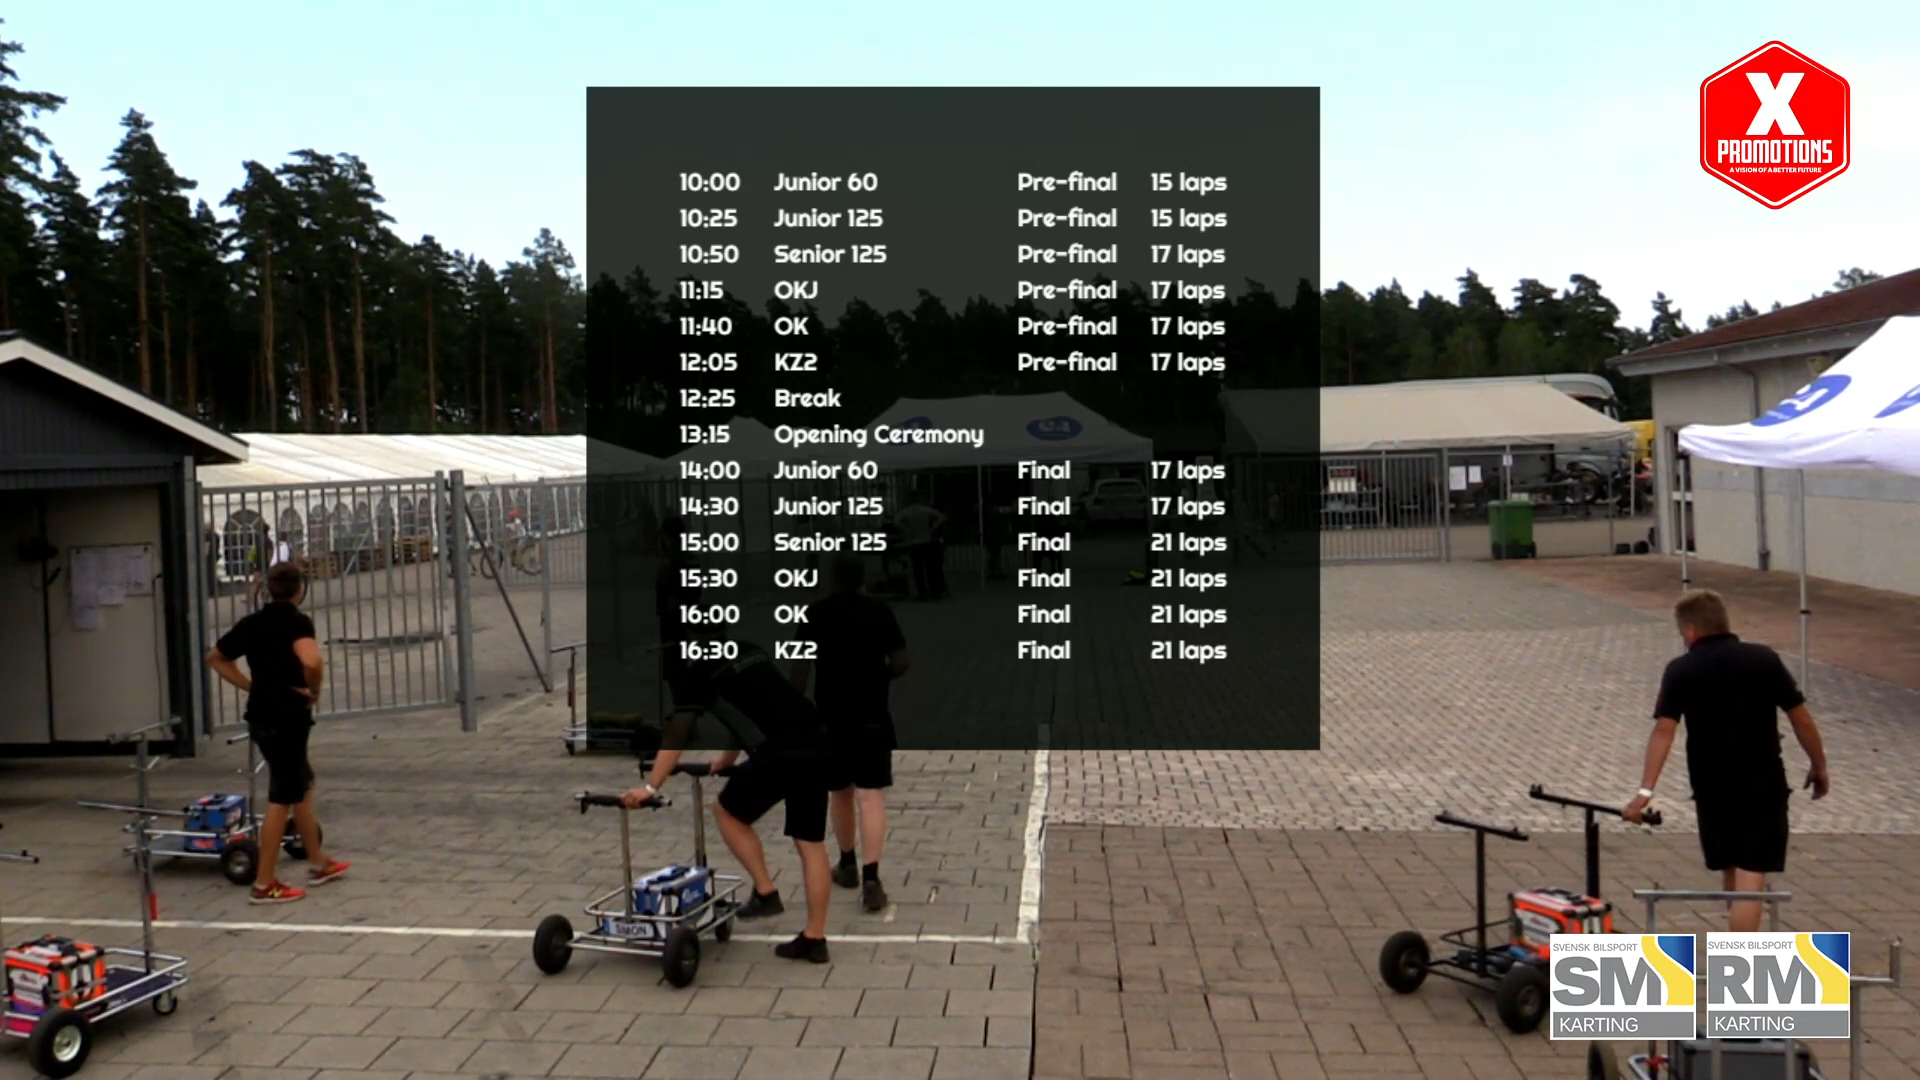 X
PROMOTIONS
A VISION OF A BETTER FUTURE
10:00 Junior 60 Pre-final 15 laps
10:25 Junior 125 Pre-final 15 laps
10:50 Senior 125 Pre-final 17 laps
11:15 OKJ Pre-final 17 laps
11:40 OK Pre-final 17 laps
12:05 KZ2 Pre-final 17 laps
12:25 Break
13:15 Opening Ceremony
14:00 Junior 60 Final 17 laps
14:30 Junior 125 Final 17 laps
15:00 Senior 125 Final 21 laps
15:30 OKJ Final 21 laps
16:00 OK Final 21 laps
16:30 KZ2 Final 21 laps
SIMON
SVENSK BILSPORT
SM
KARTING
SVENSK BILSPORT
RM
KARTING